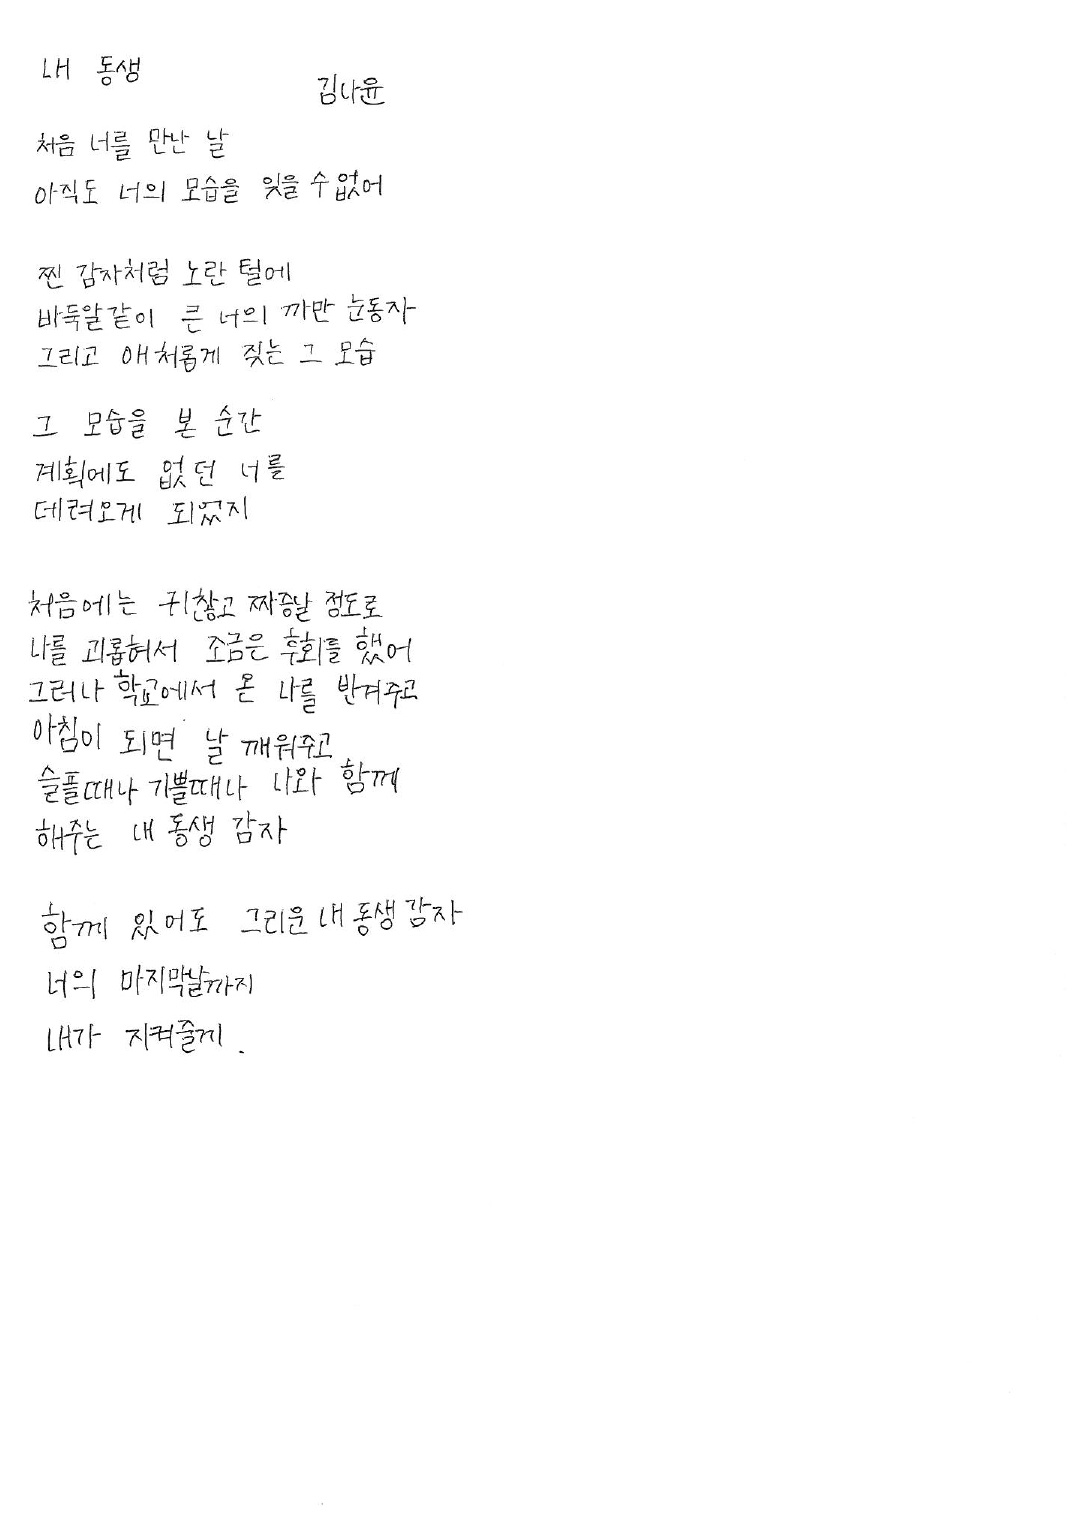 내 동생
김나윤
처음 너를 만난 날
아직도 너의 모습을 잊을 수 없어
찐 감자처럼 노란 털에
바둑알같이 큰 너의 까만 눈동자
그리고 애처롭게 짖는 그 모습
그 모습을 본 순간
계획에도 없던 너를
데려오게 되었지
처음에는 귀찮고 짜증날 정도로
나를 괴롭혀서 조금은 후회를 했어
그러나 학교에서 온 나를 반겨주고
아침이 되면 날 깨워주고
슬플때나 기쁠때나 나와 함께
해주는 내 동생 감자
함께 있어도 그리운 내 동생 감자
너의 마지막날까지
내가 지켜줄게.